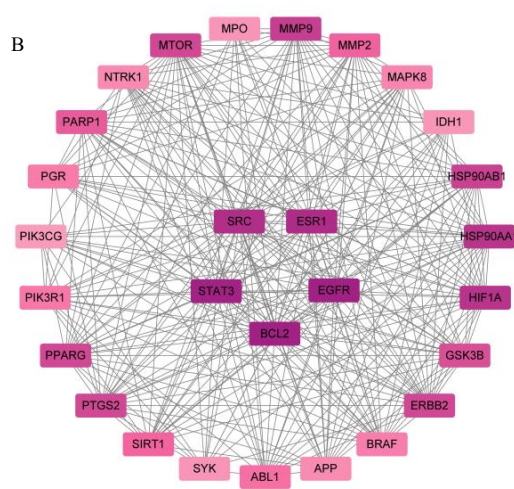 B
MPO
MMP9
MTOR
MMP2
NTRK1
MAPK8
PARP1
IDH1
PGR
HSP90AB1
SRC
ESR1
PIK3CG
HSP90AA
STAT3
EGFR
PIK3R1
HIF1A
BCL2
PPARG
GSK3B
PTGS2
ERBB2
SIRT1
BRAF
SYK
APP
ABL1